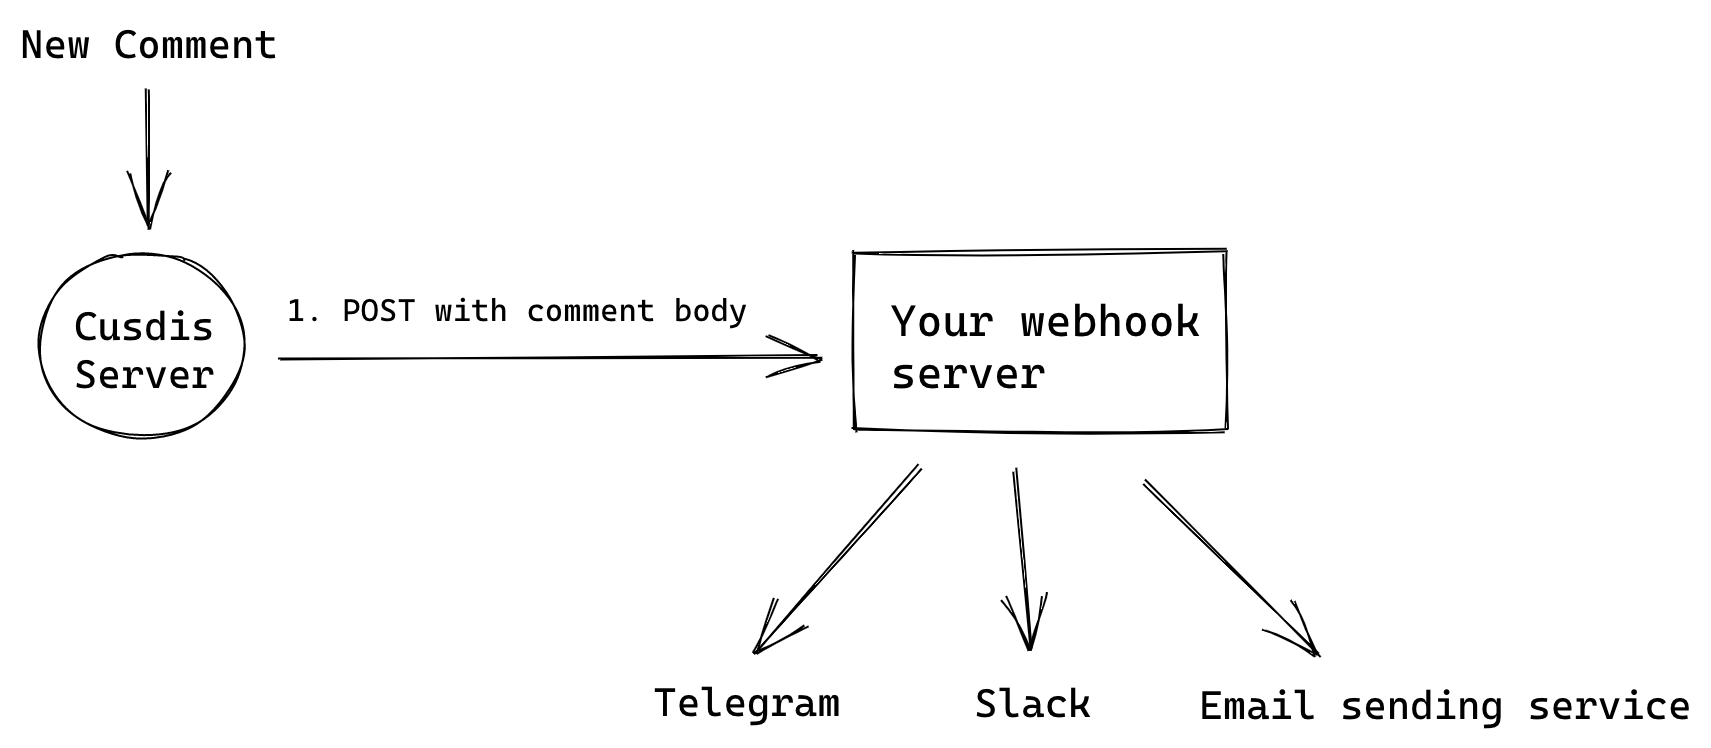 New Comment
Cusdis
Server
1. POST with comment body
Your webhook
server
Telegram
Slack
Email sending service